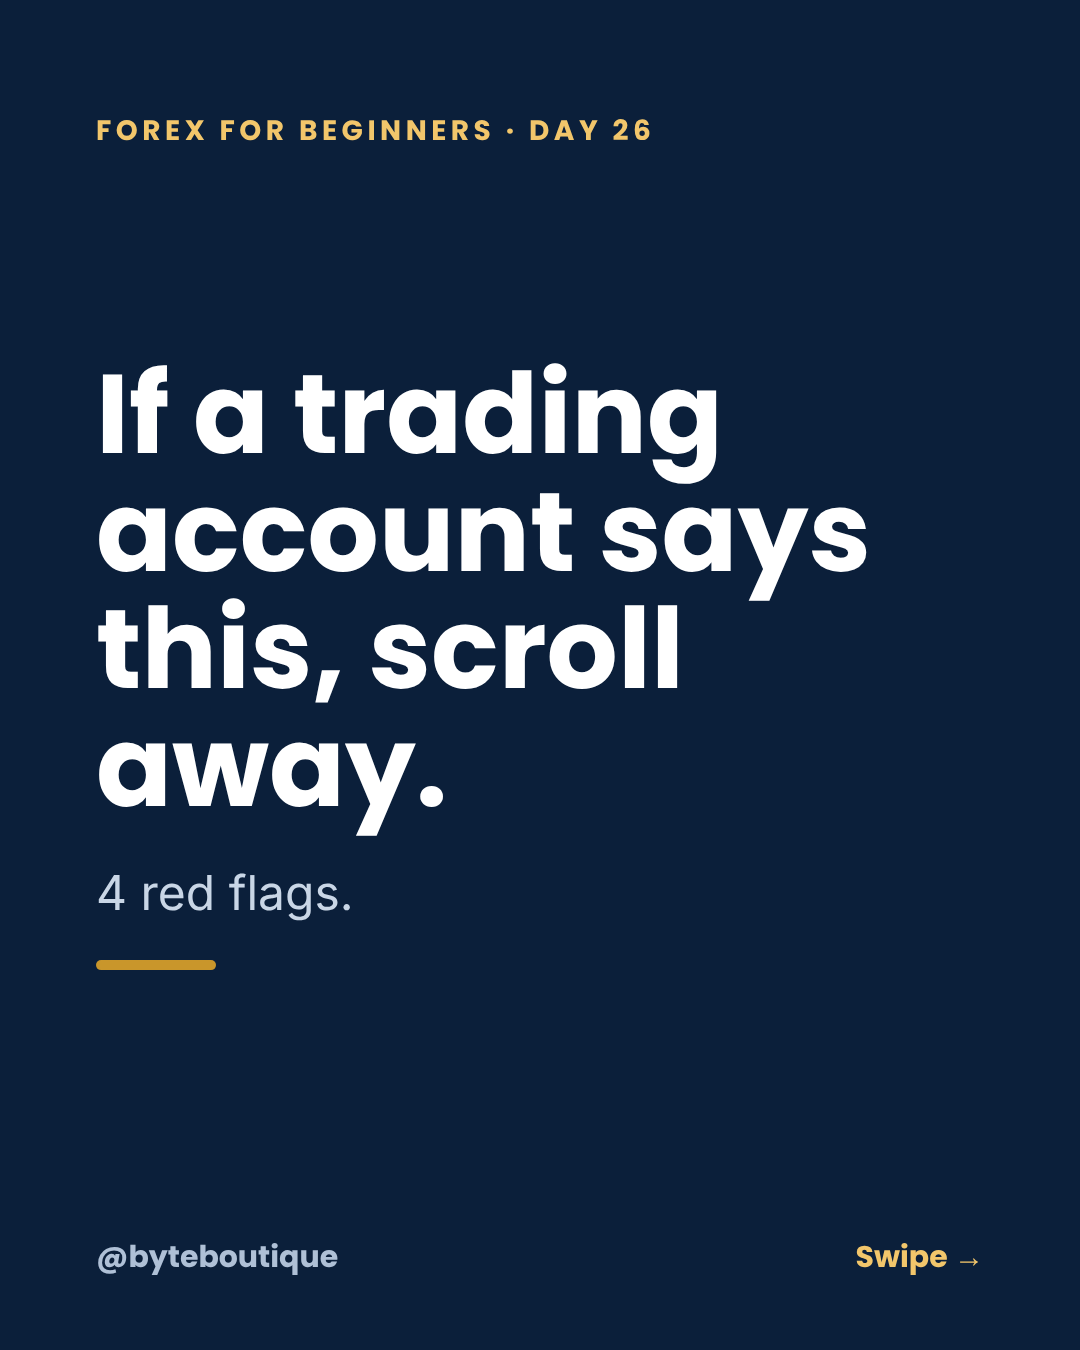 FOREX FOR BEGINNERS · DAY 26
If a trading
account says
this, scroll
away.
4 red flags.
@byteboutique
Swipe →